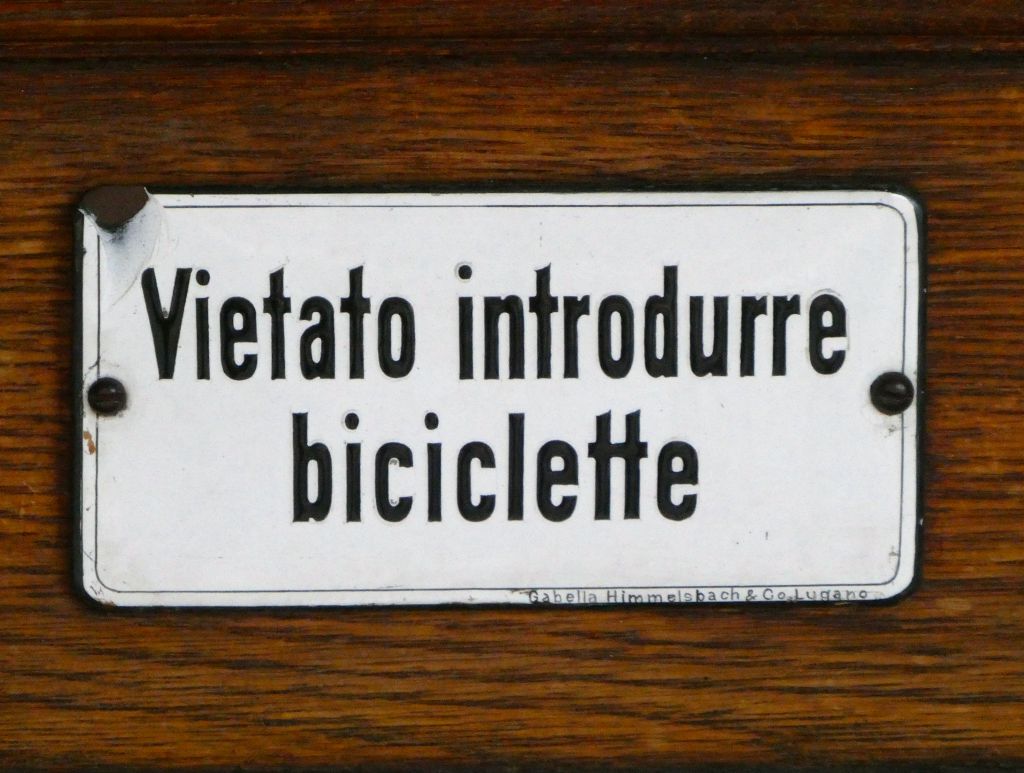 Vietato introdurre
biciclette
Gabella Himmelsbach & Co. Lugano